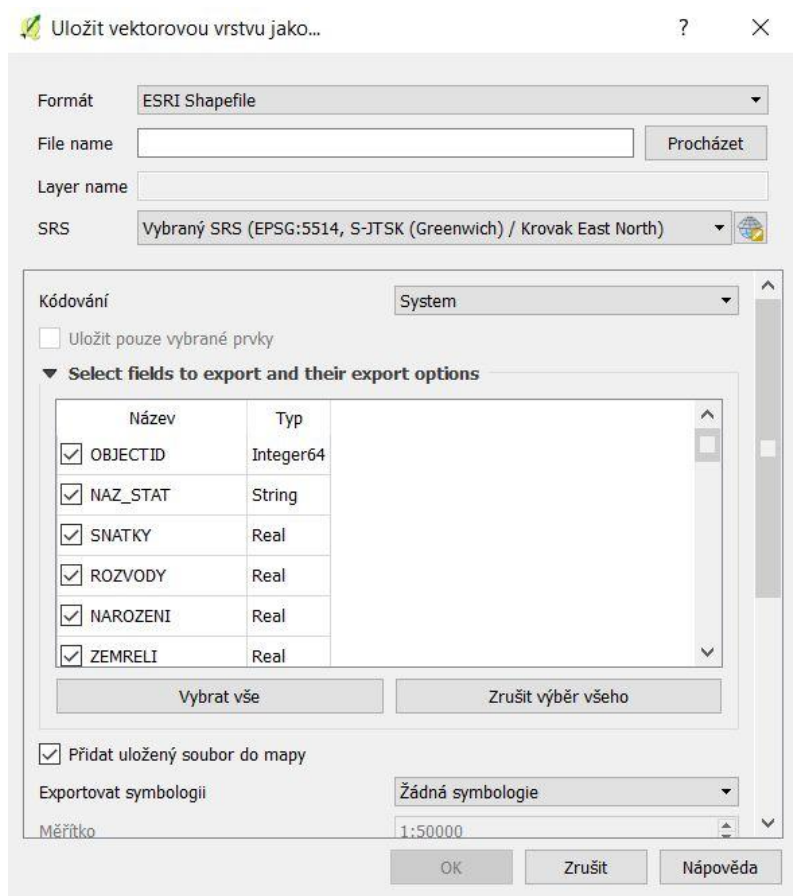 Uložit vektorovou vrstvu jako...
?
Formát
ESRI Shapefile
File name
Procházet
Layer name
SRS
Vybraný SRS (EPSG:5514, S-JTSK (Greenwich) / Krovak East North)
Kódování
System
Uložit pouze vybrané prvky
Select fields to export and their export options
Název Typ
OBJECTID Integer64
NAZ_STAT String
SNATKY Real
ROZVODY Real
NAROZENI Real
ZEMRELI Real
Vybrat vše
Zrušit výběr všeho
Přidat uložený soubor do mapy
Exportovat symbologii
Žádná symbologie
Měřítko
1:50000
OK
Zrušit
Nápověda